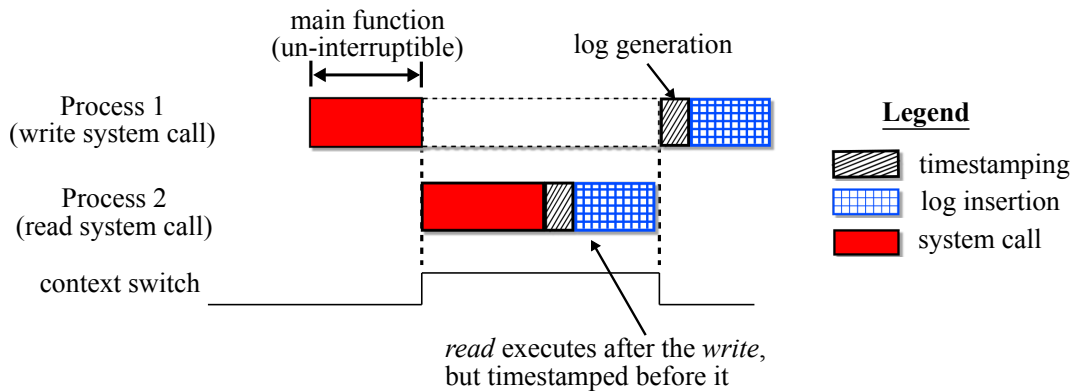 main function
(un-interruptible)
log generation
Process 1
(write system call)
Legend
timestamping
log insertion
system call
Process 2
(read system call)
context switch
read executes after the write,
but timestamped before it